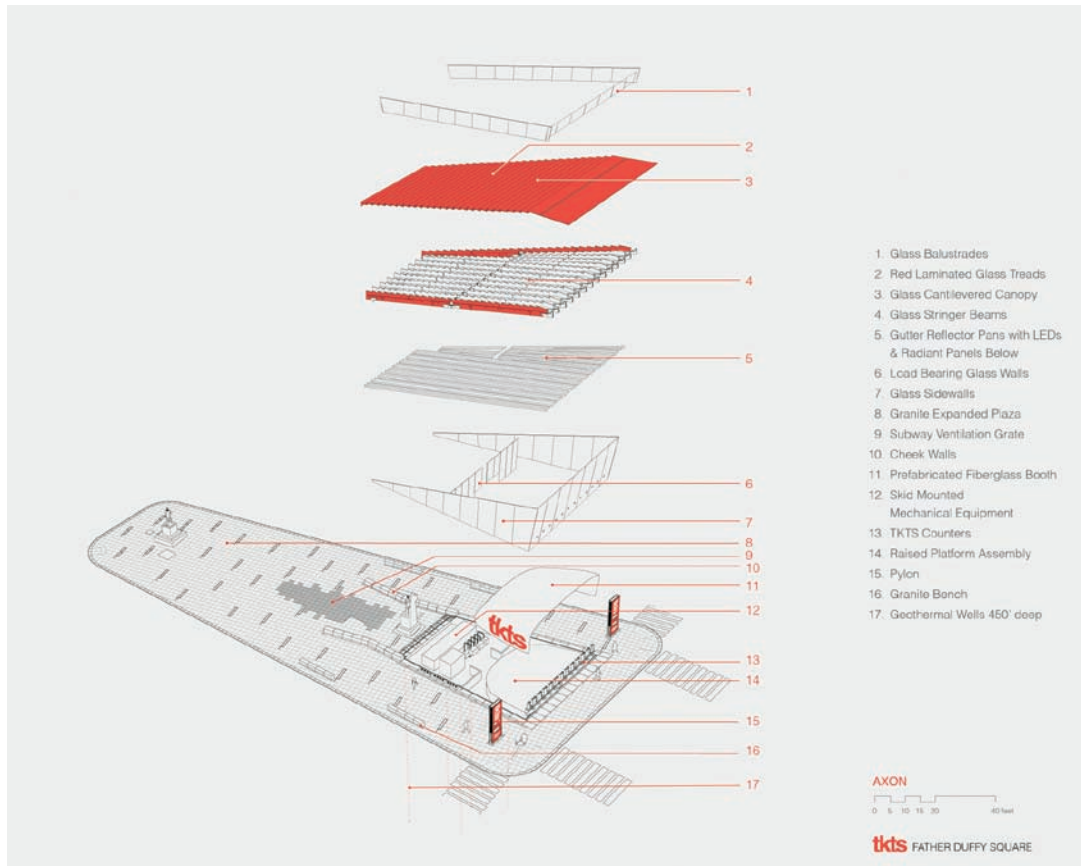 1
2
3
4
5
6
7
8
9
10
11
12
13
14
15
16
17
tkts
1. Glass Balustrades
2. Red Laminated Glass Treads
3. Glass Cantilevered Canopy
4. Glass Stringer Beams
5. Gutter Reflector Pans with LEDs
& Radiant Panels Below
6. Load Bearing Glass Walls
7. Glass Sidewalls
8. Granite Expanded Plaza
9. Subway Ventilation Grate
10. Cheek Walls
11. Prefabricated Fiberglass Booth
12. Skid Mounted
Mechanical Equipment
13. TKTS Counters
14. Raised Platform Assembly
15. Pylon
16. Granite Bench
17. Geothermal Wells 450' deep
AXON
0 5 10 15 20 40 feet
tkts FATHER DUFFY SQUARE